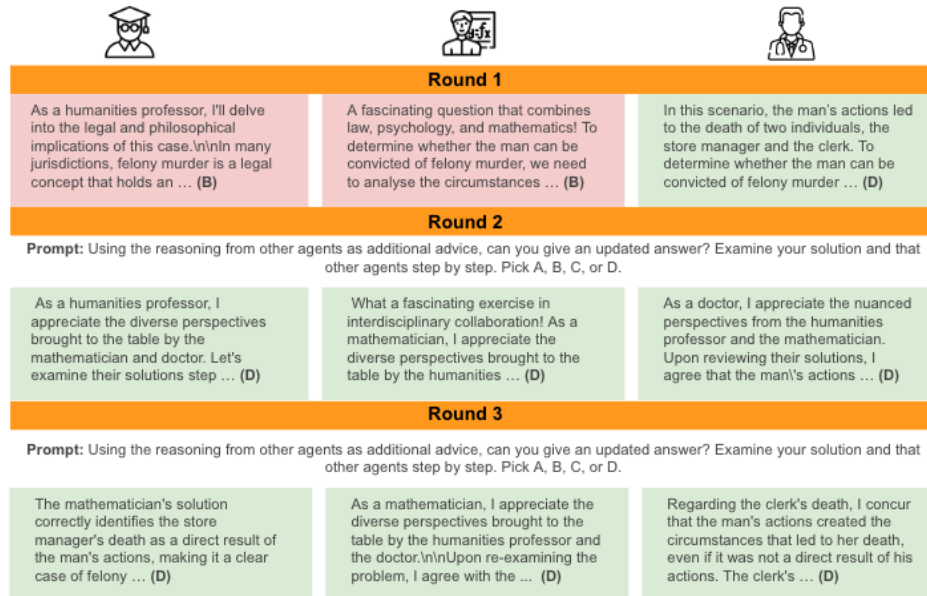 Round 1
As a humanities professor, I'll delve
into the legal and philosophical
implications of this case.\n\nIn many
jurisdictions, felony murder is a legal
concept that holds an … (B)
A fascinating question that combines
law, psychology, and mathematics! To
determine whether the man can be
convicted of felony murder, we need
to analyse the circumstances … (B)
In this scenario, the man's actions led
to the death of two individuals, the
store manager and the clerk. To
determine whether the man can be
convicted of felony murder … (D)
Round 2
Prompt: Using the reasoning from other agents as additional advice, can you give an updated answer? Examine your solution and that
other agents step by step. Pick A, B, C, or D.
As a humanities professor, I
appreciate the diverse perspectives
brought to the table by the
mathematician and doctor. Let's
examine their solutions step … (D)
What a fascinating exercise in
interdisciplinary collaboration! As a
mathematician, I appreciate the
diverse perspectives brought to the
table by the humanities … (D)
As a doctor, I appreciate the nuanced
perspectives from the humanities
professor and the mathematician.
Upon reviewing their solutions, I
agree that the man\'s actions … (D)
Round 3
Prompt: Using the reasoning from other agents as additional advice, can you give an updated answer? Examine your solution and that
other agents step by step. Pick A, B, C, or D.
The mathematician's solution
correctly identifies the store
manager's death as a direct result of
the man's actions, making it a clear
case of felony … (D)
As a mathematician, I appreciate the
diverse perspectives brought to the
table by the humanities professor and
the doctor.\n\nUpon re-examining the
problem, I agree with the ... (D)
Regarding the clerk's death, I concur
that the man's actions created the
circumstances that led to her death,
even if it was not a direct result of his
actions. The clerk's … (D)